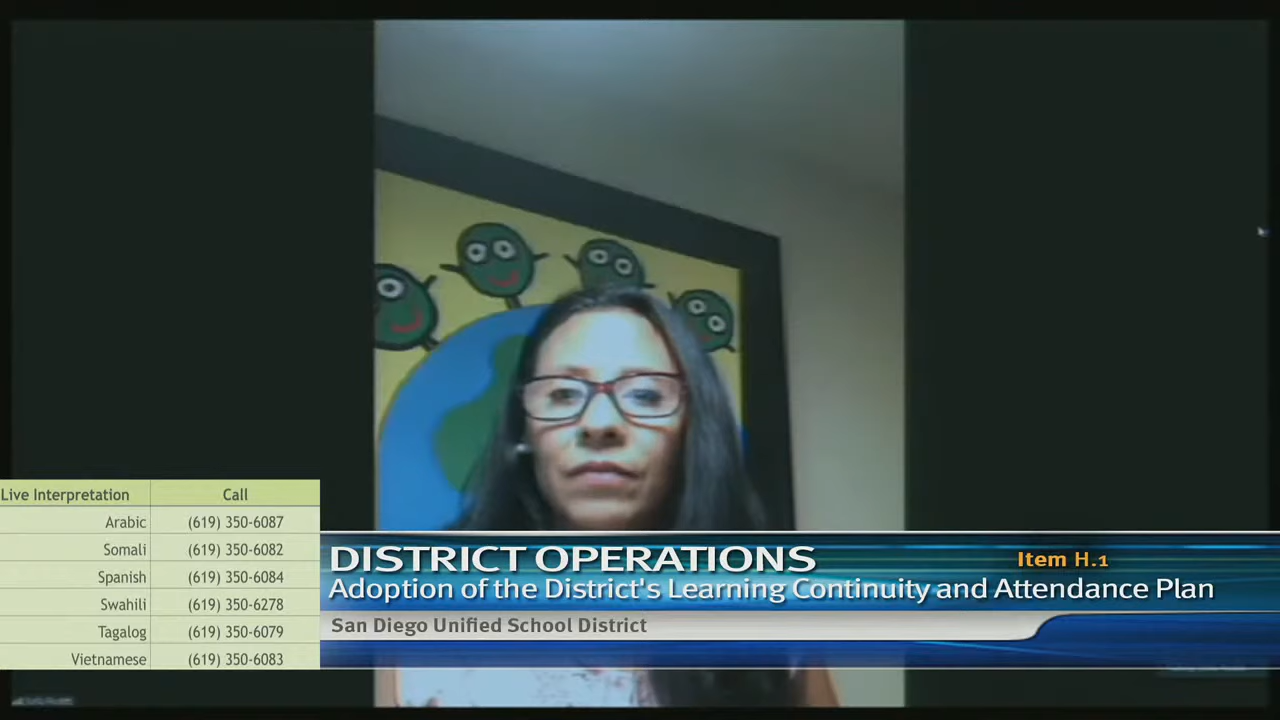 Live Interpretation Call
Arabic (619) 350-6087
Somali (619) 350-6082
Spanish (619) 350-6084
Swahili (619) 350-6278
Tagalog (619) 350-6079
Vietnamese (619) 350-6083
DISTRICT OPERATIONS Item H.1
Adoption of the District's Learning Continuity and Attendance Plan
San Diego Unified School District